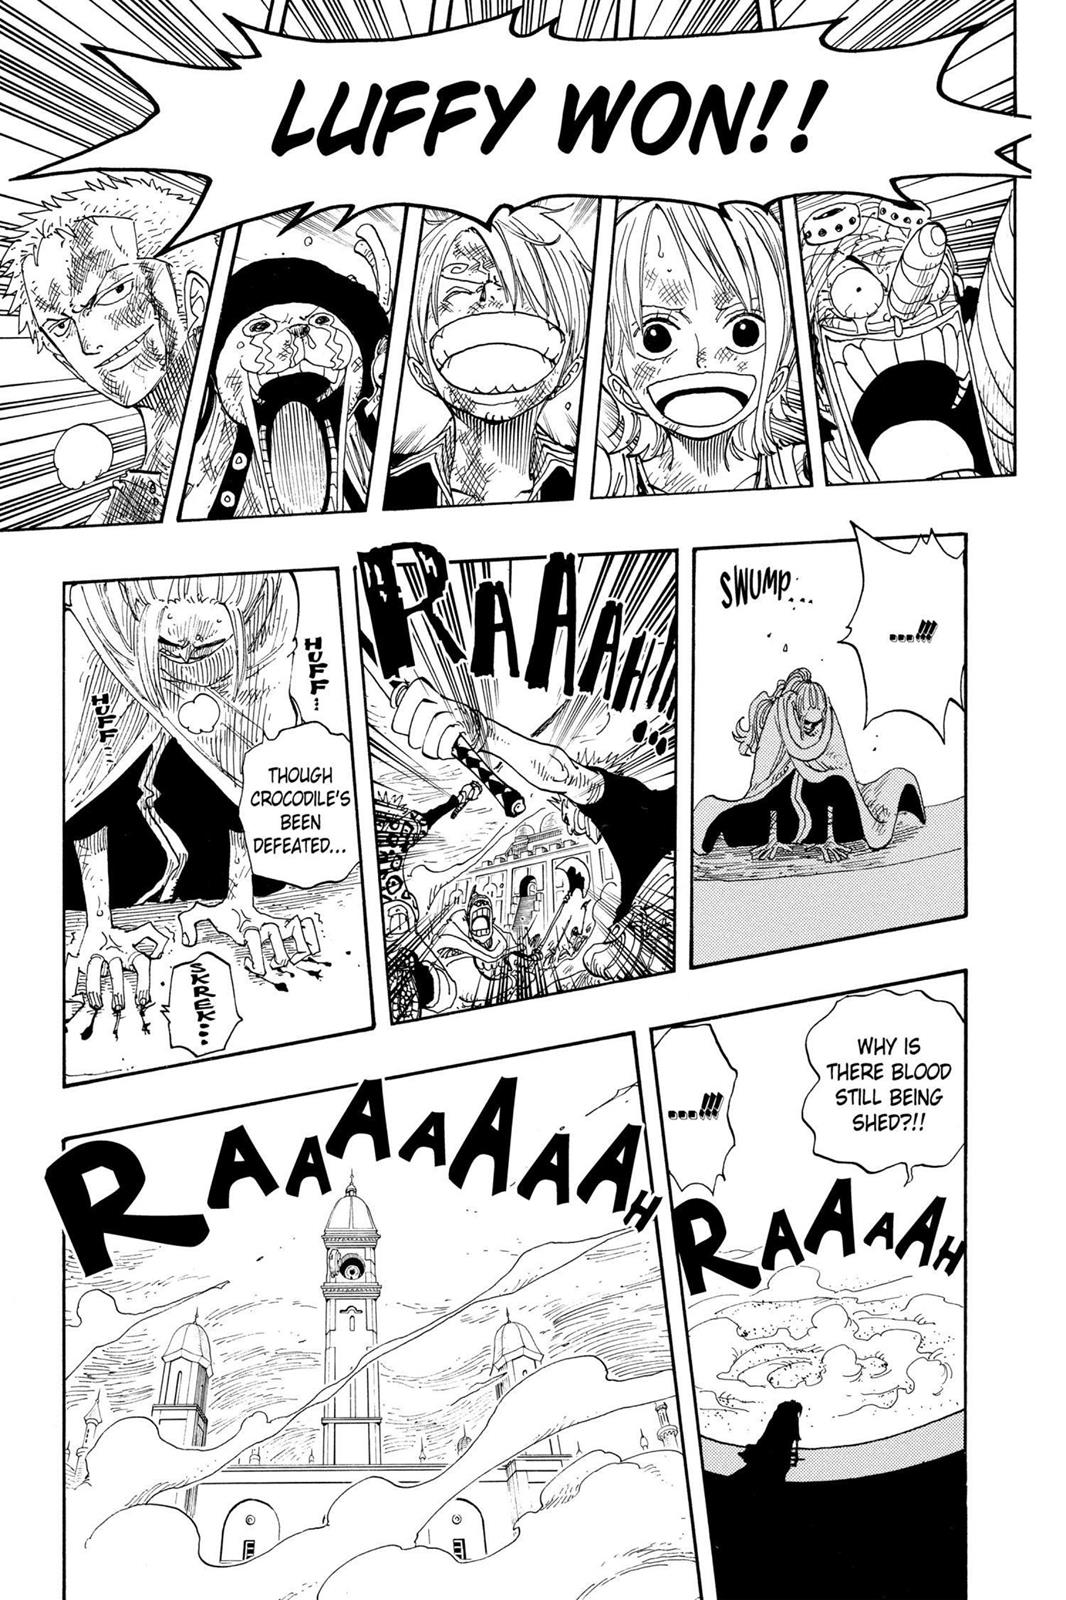 LUFFY WON!!
...!!!
SWUMP...
RAAAAH
...
HUFF...
HUFF...
THOUGH
CROCODILE'S
BEEN
DEFEATED...
SKREK...
WHY IS
THERE BLOOD
STILL BEING
SHED?!!
...!!!
RAAAAH
RAAAAAAAAH